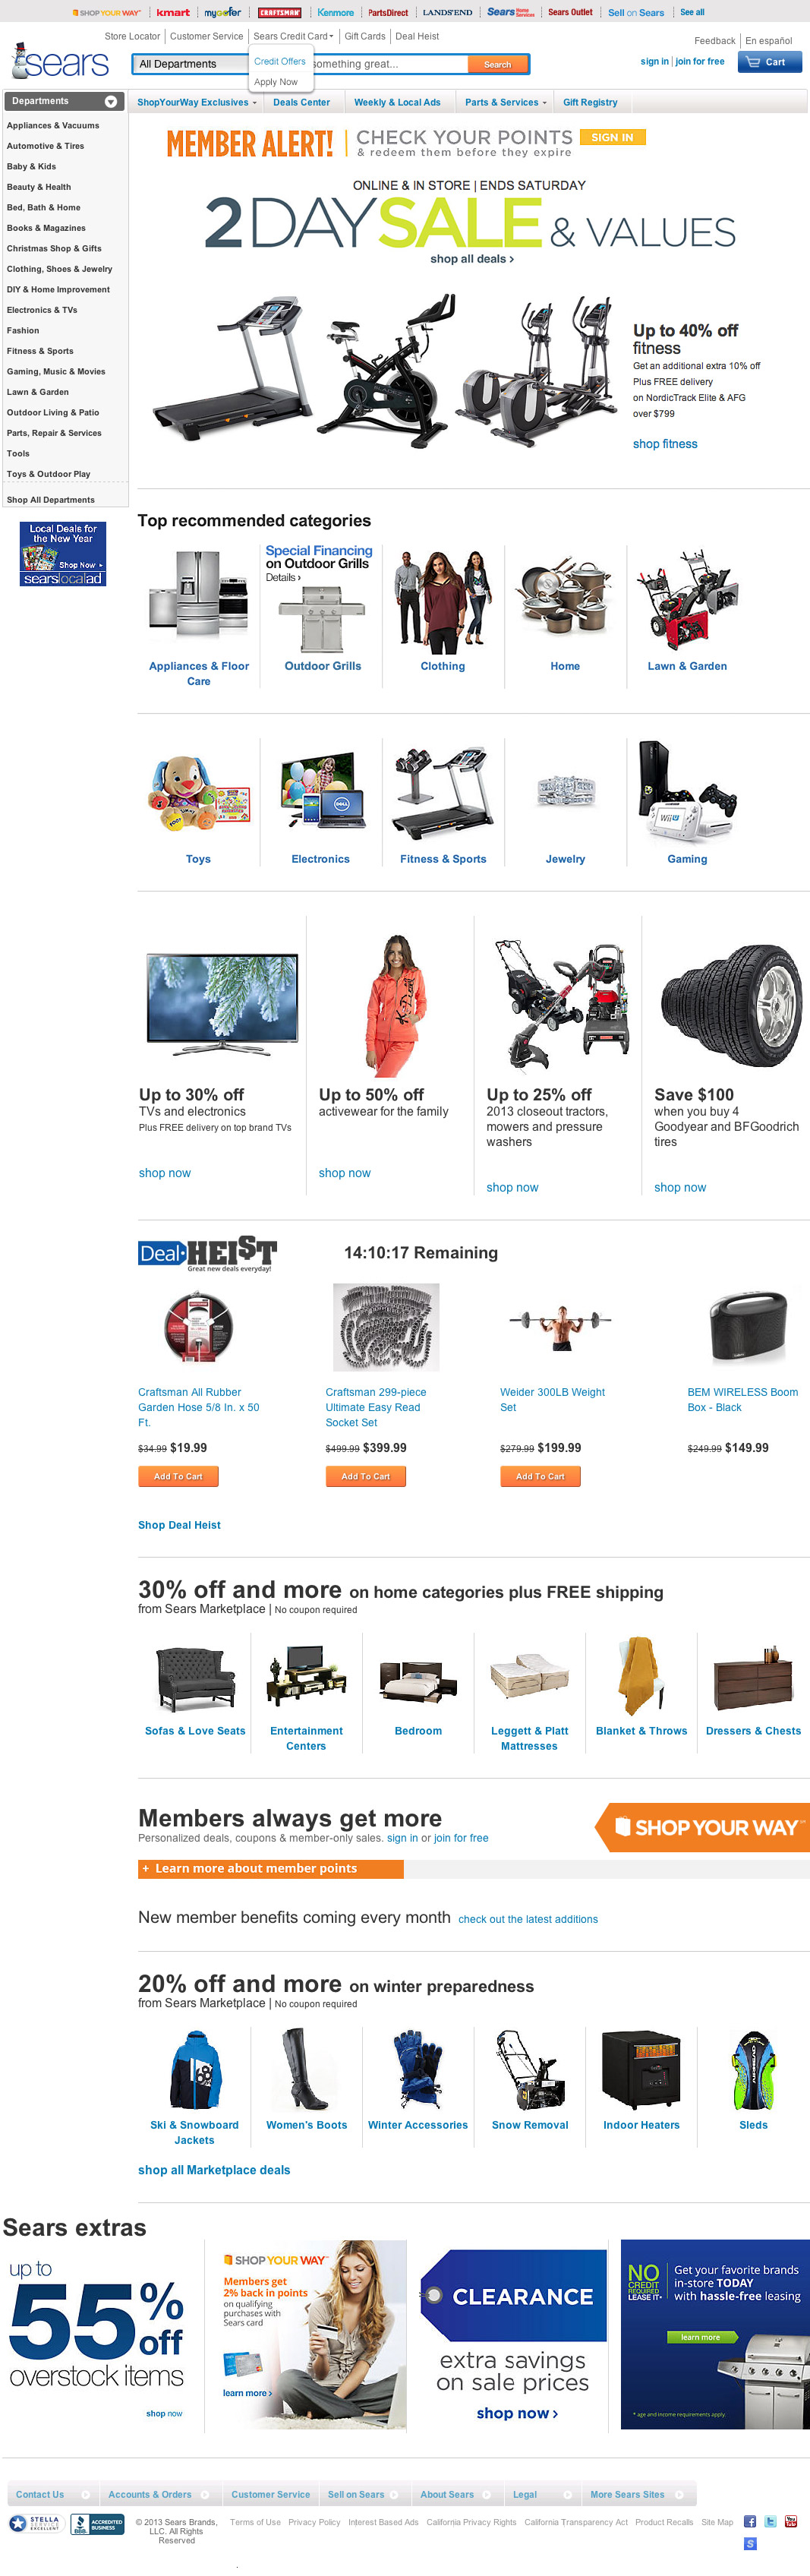 SHOP YOUR WAY
kmart
mygofer
CRAFTSMAN
Kenmore
PartsDirect
LANDS'END
Sears Home Services
Sears Outlet
Sell on Sears
See all
Store Locator
Customer Service
Sears Credit Card
Gift Cards
Deal Heist
Feedback
En español
sears
All Departments
Credit Offers
Apply Now
something great...
Search
sign in | join for free
Cart
Departments
ShopYourWay Exclusives
Deals Center
Weekly & Local Ads
Parts & Services
Gift Registry
Appliances & Vacuums
Automotive & Tires
Baby & Kids
Beauty & Health
Bed, Bath & Home
Books & Magazines
Christmas Shop & Gifts
Clothing, Shoes & Jewelry
DIY & Home Improvement
Electronics & TVs
Fashion
Fitness & Sports
Gaming, Music & Movies
Lawn & Garden
Outdoor Living & Patio
Parts, Repair & Services
Tools
Toys & Outdoor Play
Shop All Departments
Local Deals for
the New Year
Shop Now ▸
searslocalad
MEMBER ALERT!
CHECK YOUR POINTS
& redeem them before they expire
SIGN IN
ONLINE & IN STORE | ENDS SATURDAY
2DAYSALE & VALUES
shop all deals ›
Up to 40% off
fitness
Get an additional extra 10% off
Plus FREE delivery
on NordicTrack Elite & AFG
over $799
shop fitness
Top recommended categories
Special Financing
on Outdoor Grills
Details ›
Appliances & Floor
Care
Outdoor Grills
Clothing
Home
Lawn & Garden
DELL
Wii U
Toys
Electronics
Fitness & Sports
Jewelry
Gaming
Up to 30% off
TVs and electronics
Plus FREE delivery on top brand TVs
shop now
Up to 50% off
activewear for the family
shop now
Up to 25% off
2013 closeout tractors,
mowers and pressure
washers
shop now
Save $100
when you buy 4
Goodyear and BFGoodrich
tires
shop now
Deal HEIST
Great new deals everyday!
14:10:17 Remaining
Craftsman All Rubber
Garden Hose 5/8 In. x 50
Ft.
$34.99 $19.99
Add To Cart
Craftsman 299-piece
Ultimate Easy Read
Socket Set
$499.99 $399.99
Add To Cart
Weider 300LB Weight
Set
$279.99 $199.99
Add To Cart
BEM WIRELESS Boom
Box - Black
$249.99 $149.99
Shop Deal Heist
30% off and more on home categories plus FREE shipping
from Sears Marketplace | No coupon required
Sofas & Love Seats
Entertainment
Centers
Bedroom
Leggett & Platt
Mattresses
Blanket & Throws
Dressers & Chests
Members always get more
Personalized deals, coupons & member-only sales. sign in or join for free
SHOP YOUR WAY
+ Learn more about member points
New member benefits coming every month check out the latest additions
20% off and more on winter preparedness
from Sears Marketplace | No coupon required
Ski & Snowboard
Jackets
Women's Boots
Winter Accessories
Snow Removal
Indoor Heaters
Sleds
shop all Marketplace deals
Sears extras
up to
55% off
overstock items
shop now
SHOP YOUR WAY
Members get
2% back in points
on qualifying
purchases with
Sears card
learn more ›
CLEARANCE
extra savings
on sale prices
shop now ›
NO
CREDIT
REQUIRED
LEASE IT*
Get your favorite brands
in-store TODAY
with hassle-free leasing
learn more
* age and income requirements apply.
Contact Us
Accounts & Orders
Customer Service
Sell on Sears
About Sears
Legal
More Sears Sites
STELLA
SERVICE
EXCELLENT
BBB
ACCREDITED
BUSINESS
© 2013 Sears Brands,
LLC. All Rights
Reserved
Terms of Use
Privacy Policy
Interest Based Ads
California Privacy Rights
California Transparency Act
Product Recalls
Site Map